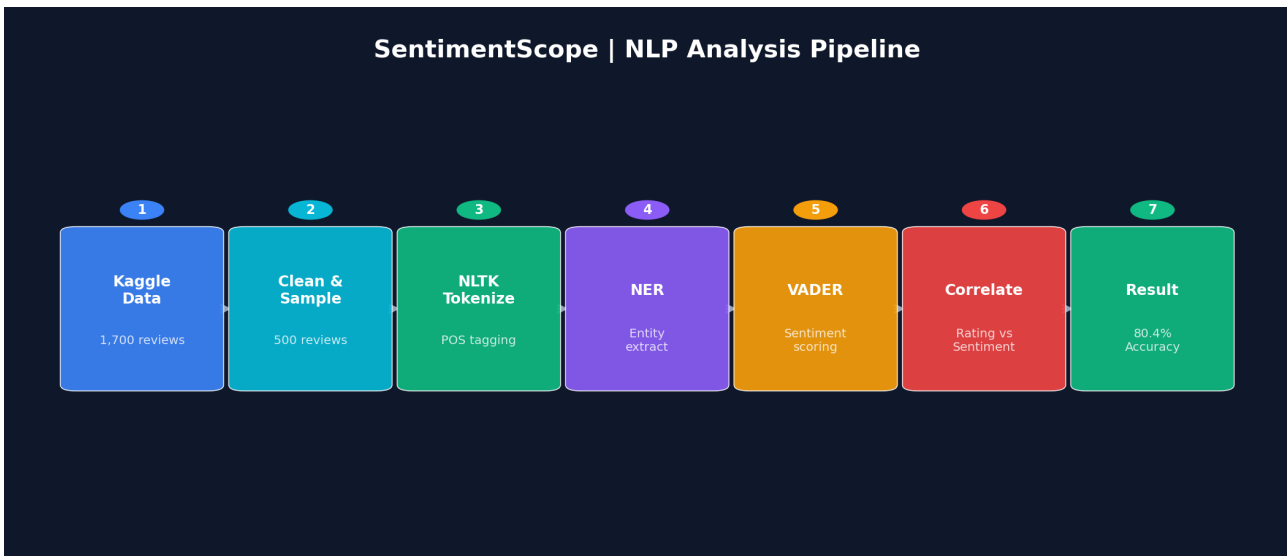 SentimentScope | NLP Analysis Pipeline
1
2
3
4
5
6
7
Kaggle
Data
1,700 reviews
Clean &
Sample
500 reviews
NLTK
Tokenize
POS tagging
NER
Entity
extract
VADER
Sentiment
scoring
Correlate
Rating vs
Sentiment
Result
80.4%
Accuracy